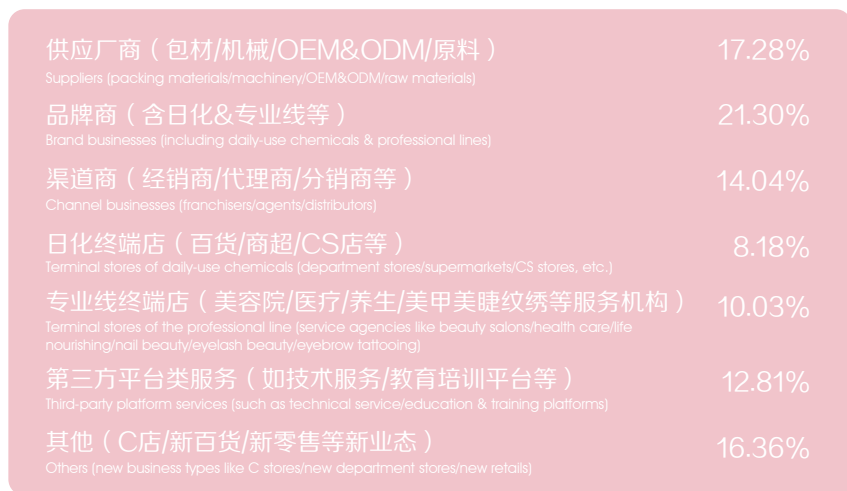 供应厂商（包材/机械/OEM&ODM/原料） 17.28%
Suppliers (packing materials/machinery/OEM&ODM/raw materials)
品牌商（含日化&专业线等） 21.30%
Brand businesses (including daily-use chemicals & professional lines)
渠道商（经销商/代理商/分销商等） 14.04%
Channel businesses (franchisers/agents/distributors)
日化终端店（百货/商超/CS店等） 8.18%
Terminal stores of daily-use chemicals (department stores/supermarkets/CS stores, etc.)
专业线终端店（美容院/医疗/养生/美甲美睫纹绣等服务机构） 10.03%
Terminal stores of the professional line (service agencies like beauty salons/health care/life
nourishing/nail beauty/eyelash beauty/eyebrow tattooing)
第三方平台类服务（如技术服务/教育培训平台等） 12.81%
Third-party platform services (such as technical service/education & training platforms)
其他（C店/新百货/新零售等新业态） 16.36%
Others (new business types like C stores/new department stores/new retails)